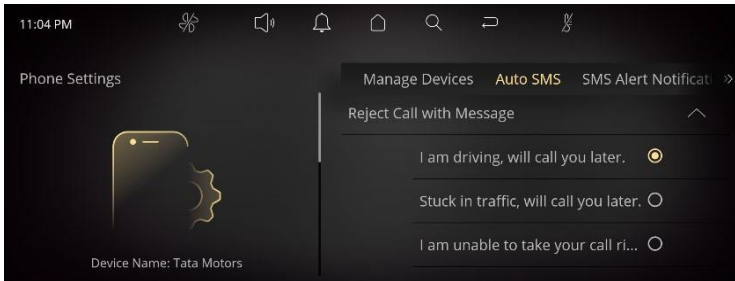 11:04 PM
Phone Settings
Manage Devices Auto SMS SMS Alert Notificati »
Reject Call with Message
I am driving, will call you later.
Stuck in traffic, will call you later.
I am unable to take your call ri...
Device Name: Tata Motors